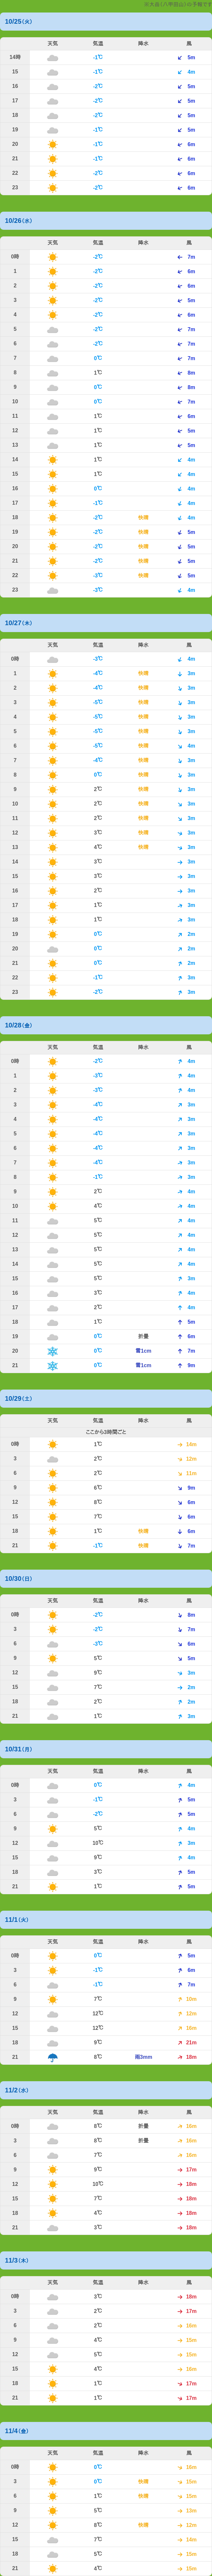 10/25(火)
天気 気温 降水 風
14時 -1℃ 5m
15 -1℃ 4m
16 -2℃ 5m
17 -2℃ 5m
18 -2℃ 5m
19 -1℃ 5m
20 -1℃ 6m
21 -1℃ 6m
22 -2℃ 6m
23 -2℃ 6m
10/26(水)
天気 気温 降水 風
0時 -2℃ 7m
1 -2℃ 6m
2 -2℃ 6m
3 -2℃ 5m
4 -2℃ 6m
5 -2℃ 7m
6 -2℃ 7m
7 0℃ 7m
8 1℃ 8m
9 0℃ 8m
10 0℃ 7m
11 1℃ 6m
12 1℃ 5m
13 1℃ 5m
14 1℃ 4m
15 1℃ 4m
16 0℃ 4m
17 -1℃ 4m
18 -2℃ 快晴 4m
19 -2℃ 快晴 5m
20 -2℃ 快晴 5m
21 -2℃ 快晴 5m
22 -3℃ 快晴 5m
23 -3℃ 4m
10/27(木)
天気 気温 降水 風
0時 -3℃ 4m
1 -4℃ 快晴 3m
2 -4℃ 快晴 3m
3 -5℃ 快晴 3m
4 -5℃ 快晴 3m
5 -5℃ 快晴 3m
6 -5℃ 快晴 4m
7 -4℃ 快晴 3m
8 0℃ 快晴 3m
9 2℃ 快晴 3m
10 2℃ 快晴 3m
11 2℃ 快晴 3m
12 3℃ 快晴 3m
13 4℃ 快晴 3m
14 3℃ 3m
15 3℃ 3m
16 2℃ 3m
17 1℃ 3m
18 1℃ 3m
19 0℃ 2m
20 0℃ 2m
21 0℃ 2m
22 -1℃ 3m
23 -2℃ 3m
10/28(金)
天気 気温 降水 風
0時 -2℃ 4m
1 -3℃ 4m
2 -3℃ 4m
3 -4℃ 4m
4 -4℃ 3m
5 -4℃ 3m
6 -4℃ 3m
7 -4℃ 3m
8 -1℃ 3m
9 2℃ 4m
10 4℃ 4m
11 5℃ 4m
12 5℃ 4m
13 5℃ 4m
14 5℃ 4m
15 5℃ 3m
16 3℃ 4m
17 2℃ 4m
18 1℃ 5m
19 0℃ 折畳 6m
20 0℃ 雪1cm 7m
21 0℃ 雪1cm 9m
10/29(土)
天気 気温 降水 風
ここから3時間ごと
0時 1℃ 14m
3 2℃ 12m
6 2℃ 11m
9 6℃ 9m
12 8℃ 6m
15 7℃ 6m
18 1℃ 快晴 6m
21 -1℃ 快晴 7m
10/30(日)
天気 気温 降水 風
0時 -2℃ 8m
3 -2℃ 7m
6 -3℃ 6m
9 5℃ 5m
12 9℃ 3m
15 7℃ 2m
18 2℃ 2m
21 1℃ 3m
10/31(月)
天気 気温 降水 風
0時 0℃ 4m
3 -1℃ 5m
6 -2℃ 5m
9 5℃ 4m
12 10℃ 3m
15 9℃ 4m
18 3℃ 5m
21 1℃ 5m
11/1(火)
天気 気温 降水 風
0時 0℃ 5m
3 -1℃ 6m
6 -1℃ 7m
9 7℃ 10m
12 12℃ 12m
15 12℃ 16m
18 9℃ 21m
21 8℃ 雨3mm 18m
11/2(水)
天気 気温 降水 風
0時 8℃ 折畳 16m
3 8℃ 折畳 16m
6 7℃ 16m
9 9℃ 17m
12 10℃ 18m
15 7℃ 18m
18 4℃ 18m
21 3℃ 18m
11/3(木)
天気 気温 降水 風
0時 3℃ 18m
3 2℃ 17m
6 2℃ 16m
9 4℃ 15m
12 5℃ 15m
15 4℃ 16m
18 1℃ 17m
21 1℃ 17m
11/4(金)
天気 気温 降水 風
0時 0℃ 16m
3 0℃ 快晴 15m
6 1℃ 快晴 15m
9 5℃ 13m
12 8℃ 快晴 12m
15 7℃ 14m
18 5℃ 15m
21 4℃ 15m